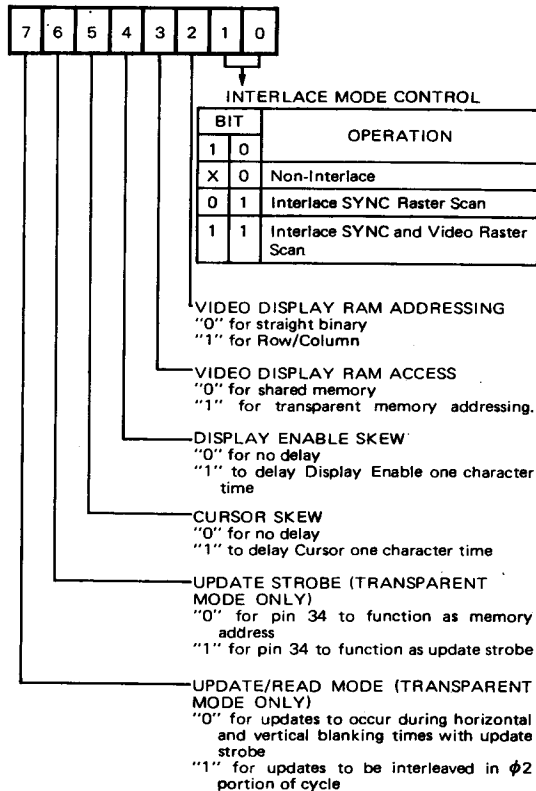 7 6 5 4 3 2 1 0
INTERLACE MODE CONTROL
BIT OPERATION
1 0
X 0 Non-Interlace
0 1 Interlace SYNC Raster Scan
1 1 Interlace SYNC and Video Raster
Scan
VIDEO DISPLAY RAM ADDRESSING
"0" for straight binary
"1" for Row/Column
VIDEO DISPLAY RAM ACCESS
"0" for shared memory
"1" for transparent memory addressing.
DISPLAY ENABLE SKEW
"0" for no delay
"1" to delay Display Enable one character
time
CURSOR SKEW
"0" for no delay
"1" to delay Cursor one character time
UPDATE STROBE (TRANSPARENT
MODE ONLY)
"0" for pin 34 to function as memory
address
"1" for pin 34 to function as update strobe
UPDATE/READ MODE (TRANSPARENT
MODE ONLY)
"0" for updates to occur during horizontal
and vertical blanking times with update
strobe
"1" for updates to be interleaved in ϕ2
portion of cycle